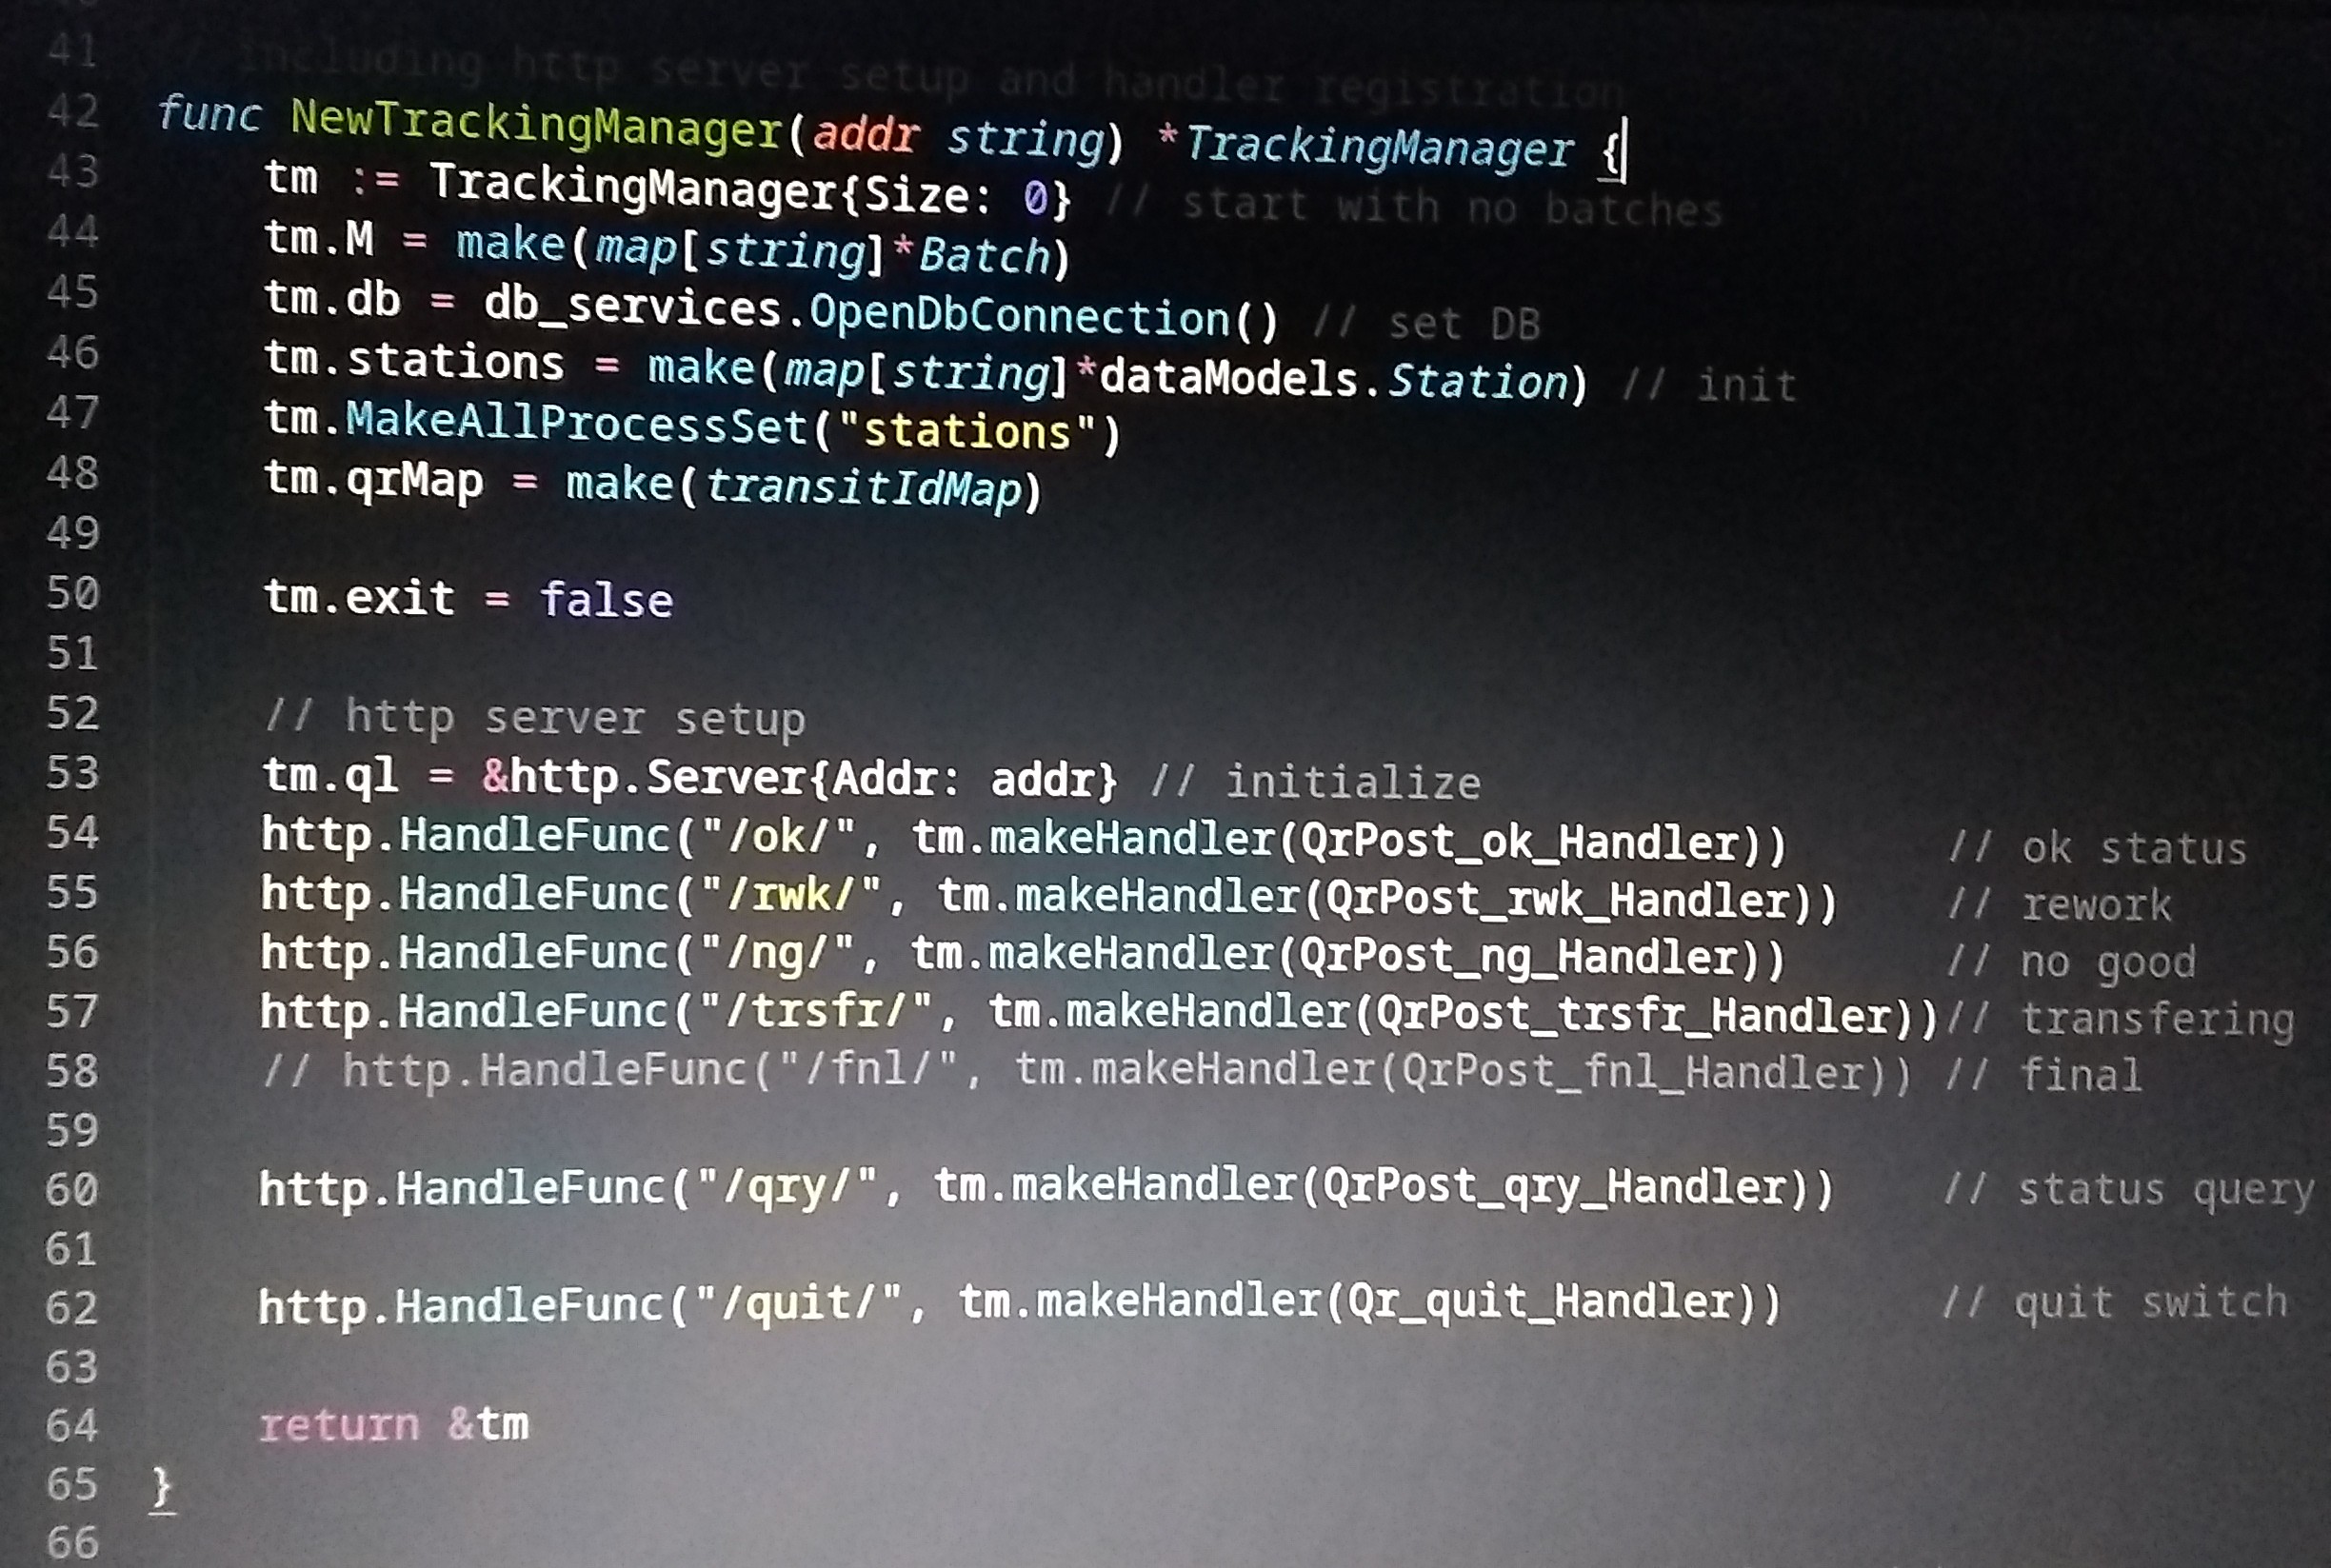 41 // including http server setup and handler registration
42 func NewTrackingManager(addr string) *TrackingManager {
43 tm := TrackingManager{Size: 0} // start with no batches
44 tm.M = make(map[string]*Batch)
45 tm.db = db_services.OpenDbConnection() // set DB
46 tm.stations = make(map[string]*dataModels.Station) // init
47 tm.MakeAllProcessSet("stations")
48 tm.qrMap = make(transitIdMap)
49
50 tm.exit = false
51
52 // http server setup
53 tm.ql = &http.Server{Addr: addr} // initialize
54 http.HandleFunc("/ok/", tm.makeHandler(QrPost_ok_Handler)) // ok status
55 http.HandleFunc("/rwk/", tm.makeHandler(QrPost_rwk_Handler)) // rework
56 http.HandleFunc("/ng/", tm.makeHandler(QrPost_ng_Handler)) // no good
57 http.HandleFunc("/trsfr/", tm.makeHandler(QrPost_trsfr_Handler))// transfering
58 // http.HandleFunc("/fnl/", tm.makeHandler(QrPost_fnl_Handler)) // final
59
60 http.HandleFunc("/qry/", tm.makeHandler(QrPost_qry_Handler)) // status query
61
62 http.HandleFunc("/quit/", tm.makeHandler(Qr_quit_Handler)) // quit switch
63
64 return &tm
65 }
66